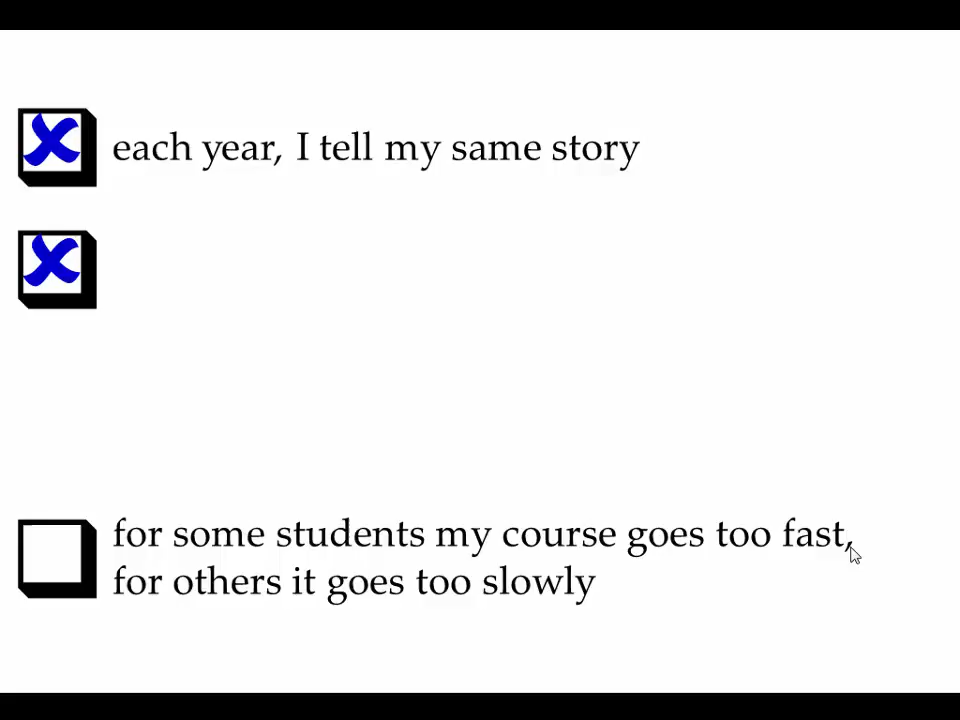 each year, I tell my same story
for some students my course goes too fast,
for others it goes too slowly